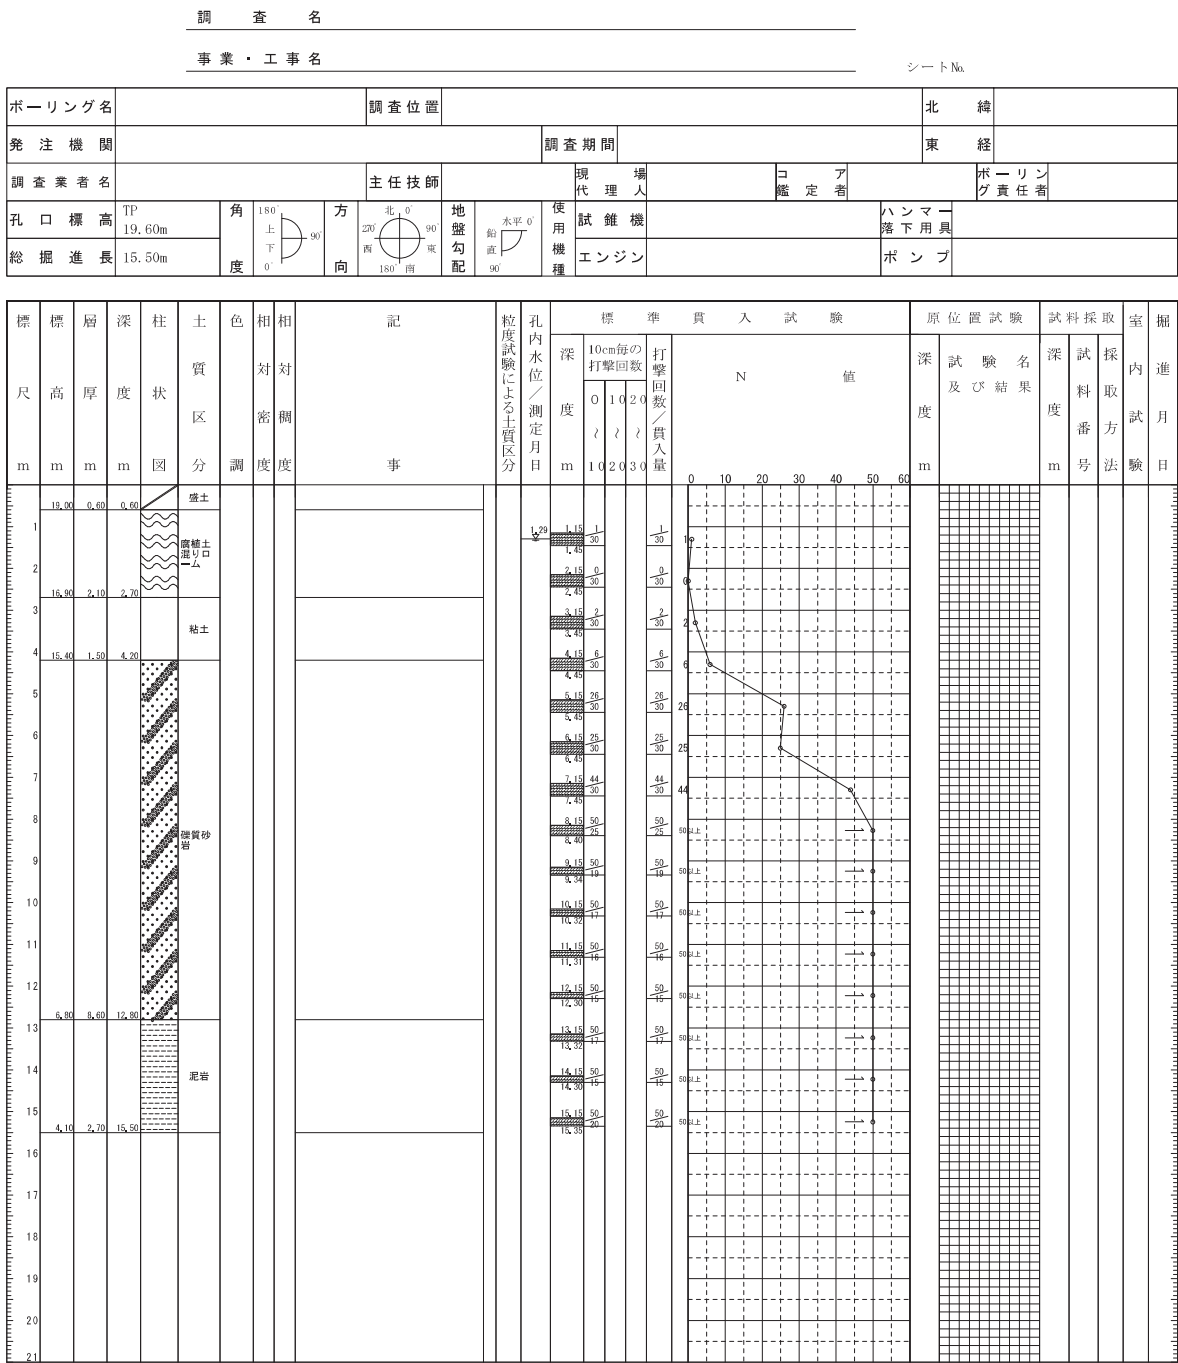 調査名
事業・工事名
シートNo.
ボーリング名 調査位置 北緯
発注機関 調査期間 東経
調査業者名 主任技師 現場代理人 コア鑑定者 ボーリング責任者
孔口標高 TP 19.60m 角度 180° 上 下 0° 90° 方向 北 0° 270° 90° 西 東 180° 南 地盤勾配 水平 0° 鉛直 90° 使用機種 試錐機 ハンマー落下用具
総掘進長 15.50m エンジン ポンプ
標尺 m 標高 m 層厚 m 深度 m 柱状図 土質区分 色調 相対密度 相対稠度 記事 粒度試験による土質区分 孔内水位/測定月日 標準貫入試験 原位置試験 試料採取 室内試験 掘進月日
深度 m 10cm毎の打撃回数 0~10 10~20 20~30 打撃回数/貫入量 N値 深度 m 試験名及び結果 深度 m 試料番号 採取方法
0 10 20 30 40 50 60
19.00 0.60 0.60 盛土
1 1.29 1.15 1/30 1/30 1
1.45
腐植土混りローム
2 2.15 0/30 0/30 0
2.45
16.90 2.10 2.70
3 3.15 2/30 2/30 2
3.45
粘土
4 4.15 6/30 6/30 6
15.40 1.50 4.20
4.45
5 5.15 26/30 26/30 26
5.45
6 6.15 25/30 25/30 25
6.45
7 7.15 44/30 44/30 44
7.45
8 8.15 50/25 50/25 50以上
8.40
礫質砂岩
9 9.15 50/19 50/19 50以上
9.34
10 10.15 50/17 50/17 50以上
10.32
11 11.15 50/16 50/16 50以上
11.31
12 12.15 50/15 50/15 50以上
12.30
6.80 8.60 12.80
13 13.15 50/17 50/17 50以上
13.32
14 14.15 50/15 50/15 50以上
泥岩
14.30
15 15.15 50/20 50/20 50以上
15.35
4.10 2.70 15.50
16
17
18
19
20
21